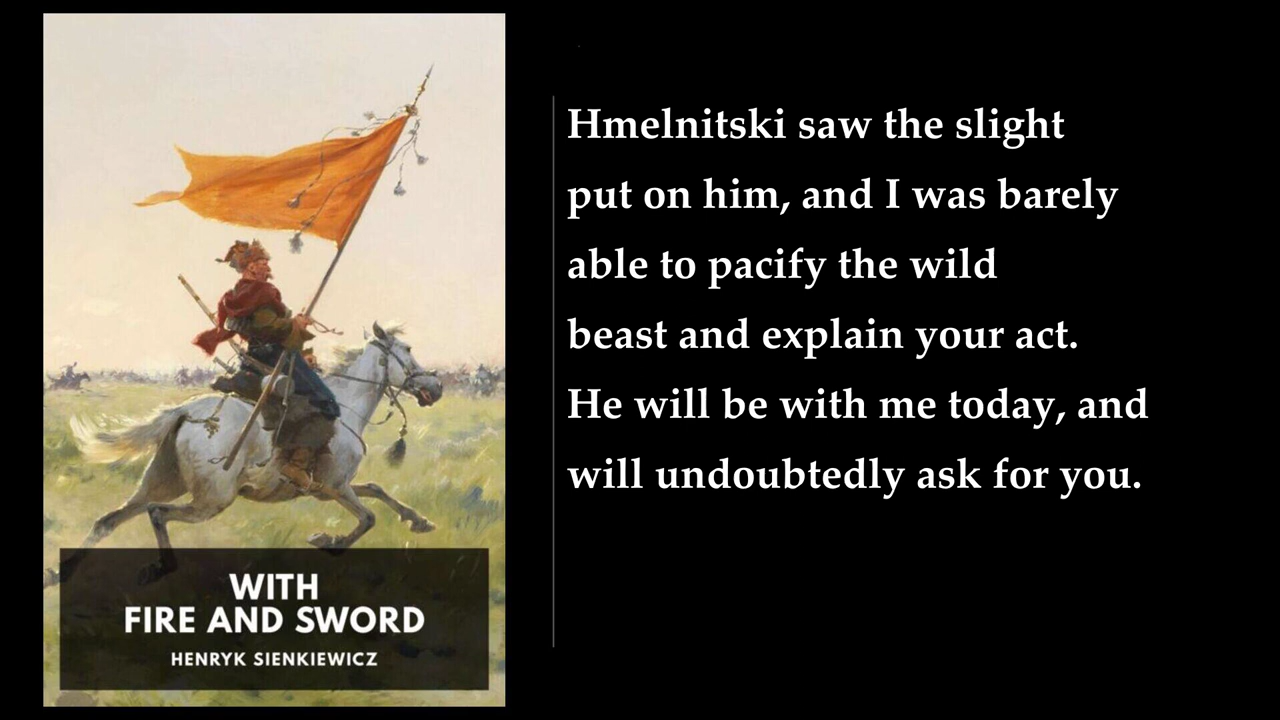 WITH
FIRE AND SWORD
HENRYK SIENKIEWICZ
Hmelnitski saw the slight
put on him, and I was barely
able to pacify the wild
beast and explain your act.
He will be with me today, and
will undoubtedly ask for you.